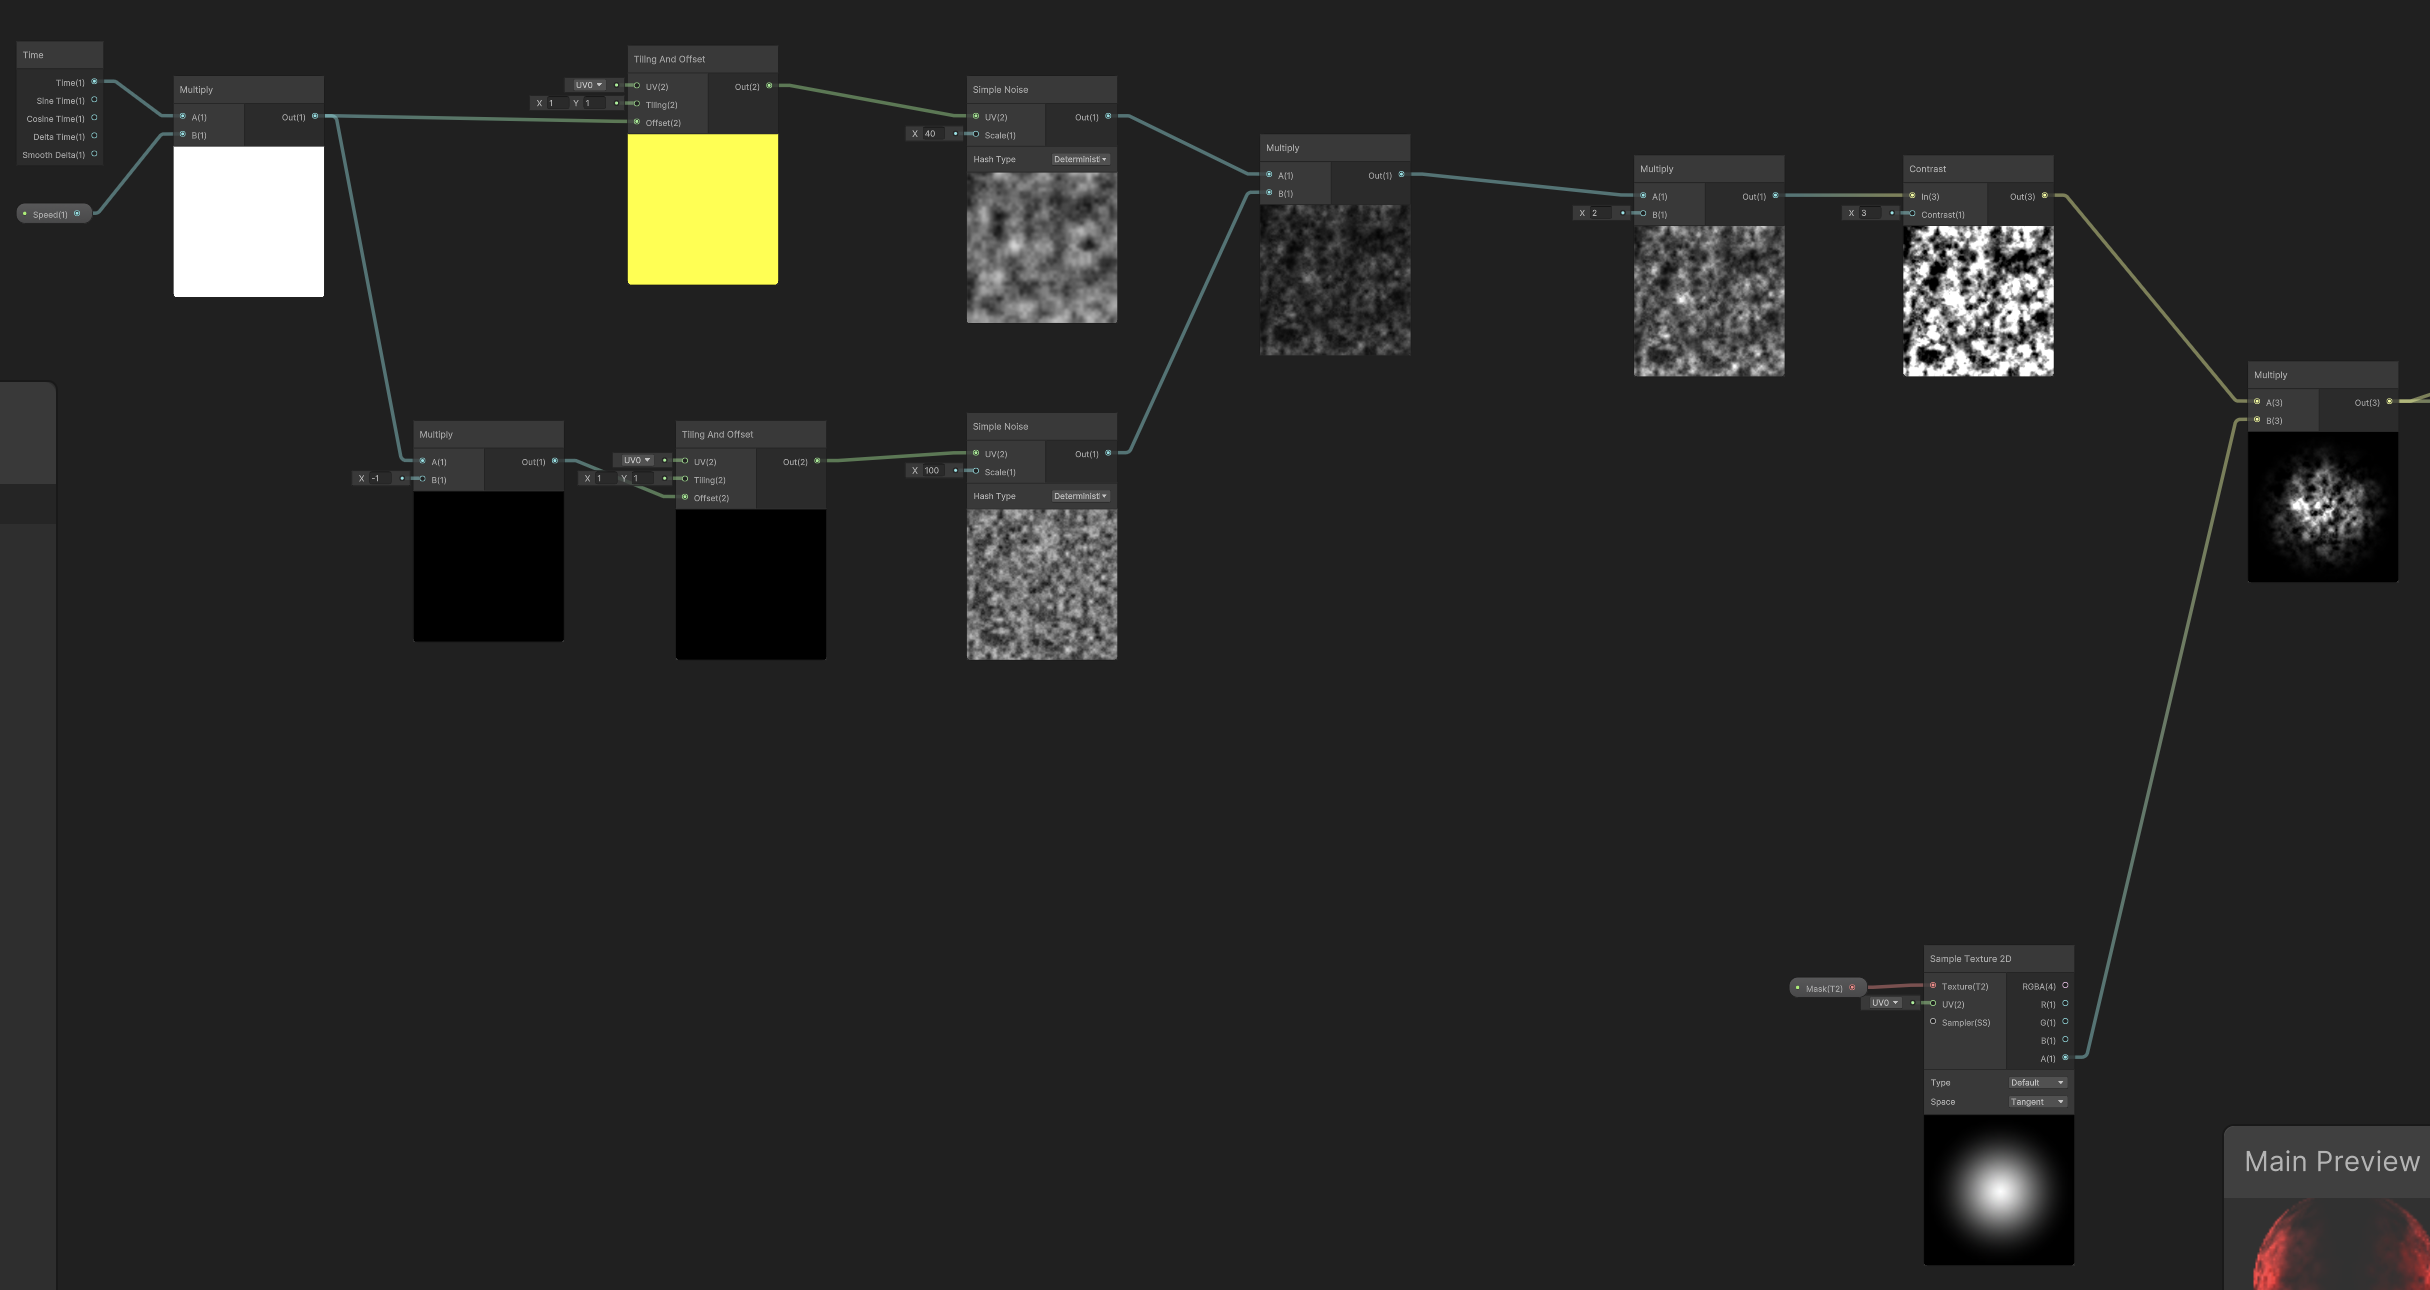 Time
Time(1)
Sine Time(1)
Cosine Time(1)
Delta Time(1)
Smooth Delta(1)
Speed(1)
Multiply
A(1) Out(1)
B(1)
Tiling And Offset
UV0 UV(2) Out(2)
X 1 Y 1 Tiling(2)
Offset(2)
Simple Noise
UV(2) Out(1)
X 40 Scale(1)
Hash Type Determinist
Multiply
A(1) Out(1)
B(1)
Multiply
A(1) Out(1)
X 2 B(1)
Contrast
In(3) Out(3)
X 3 Contrast(1)
Multiply
A(3) Out(3)
B(3)
Multiply
A(1) Out(1)
X -1 B(1)
Tiling And Offset
UV0 UV(2) Out(2)
X 1 Y 1 Tiling(2)
Offset(2)
Simple Noise
UV(2) Out(1)
X 100 Scale(1)
Hash Type Determinist
Mask(T2)
Sample Texture 2D
Texture(T2) RGBA(4)
UV0 UV(2) R(1)
Sampler(SS) G(1)
B(1)
A(1)
Type Default
Space Tangent
Main Preview